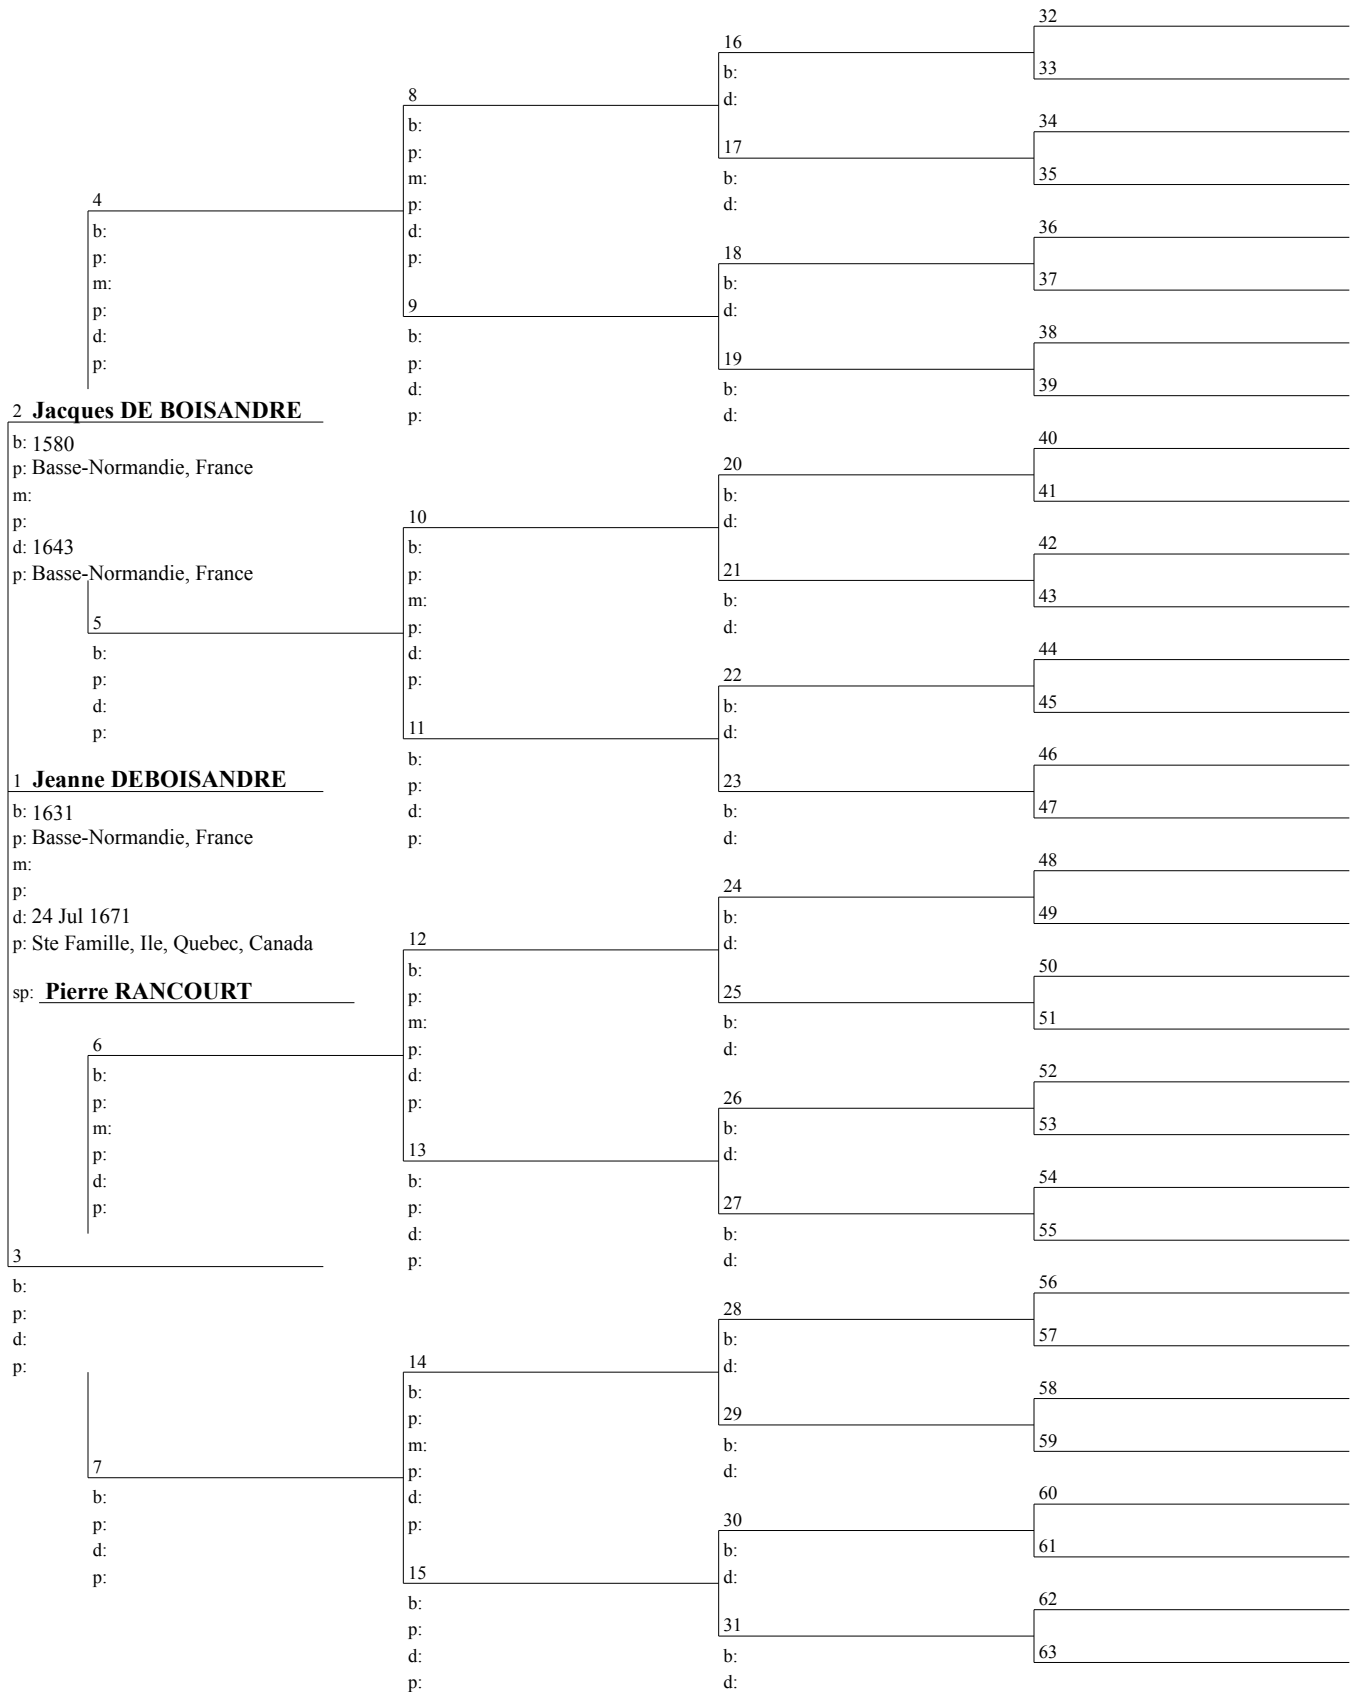 4
b:
p:
m:
p:
d:
p:
2 Jacques DE BOISANDRE
b: 1580
p: Basse-Normandie, France
m:
p:
d: 1643
p: Basse-Normandie, France
5
b:
p:
d:
p:
1 Jeanne DEBOISANDRE
b: 1631
p: Basse-Normandie, France
m:
p:
d: 24 Jul 1671
p: Ste Famille, Ile, Quebec, Canada
sp: Pierre RANCOURT
6
b:
p:
m:
p:
d:
p:
3
b:
p:
d:
p:
7
b:
p:
d:
p:
8
b:
p:
m:
p:
d:
p:
9
b:
p:
d:
p:
10
b:
p:
m:
p:
d:
p:
11
b:
p:
d:
p:
12
b:
p:
m:
p:
d:
p:
13
b:
p:
d:
p:
14
b:
p:
m:
p:
d:
p:
15
b:
p:
d:
p:
16
b:
d:
17
b:
d:
18
b:
d:
19
b:
d:
20
b:
d:
21
b:
d:
22
b:
d:
23
b:
d:
24
b:
d:
25
b:
d:
26
b:
d:
27
b:
d:
28
b:
d:
29
b:
d:
30
b:
d:
31
b:
d:
32
33
34
35
36
37
38
39
40
41
42
43
44
45
46
47
48
49
50
51
52
53
54
55
56
57
58
59
60
61
62
63